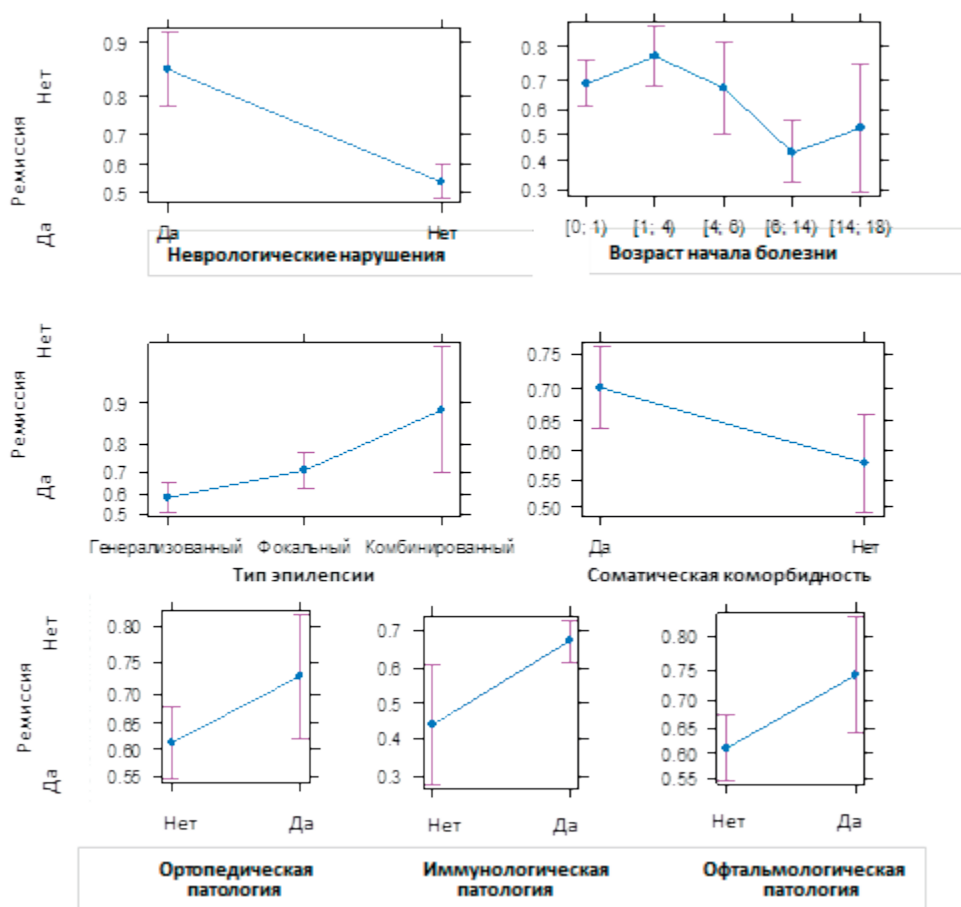 Ремиссия
Да
Нет
0.9
0.8
0.7
0.6
0.5
Да
Нет
Неврологические нарушения
0.8
0.7
0.6
0.5
0.4
0.3
[0; 1)
[1; 4)
[4; 6)
[6; 14)
[14; 18)
Возраст начала болезни
Ремиссия
Да
Нет
0.9
0.8
0.7
0.6
0.5
Генерализованный
Фокальный
Комбинированный
Тип эпилепсии
0.75
0.70
0.65
0.60
0.55
0.50
Да
Нет
Соматическая коморбидность
Ремиссия
Да
Нет
0.80
0.75
0.70
0.65
0.60
0.55
Нет
Да
Ортопедическая
патология
0.7
0.6
0.5
0.4
0.3
Нет
Да
Иммунологическая
патология
0.80
0.75
0.70
0.65
0.60
0.55
Нет
Да
Офтальмологическая
патология